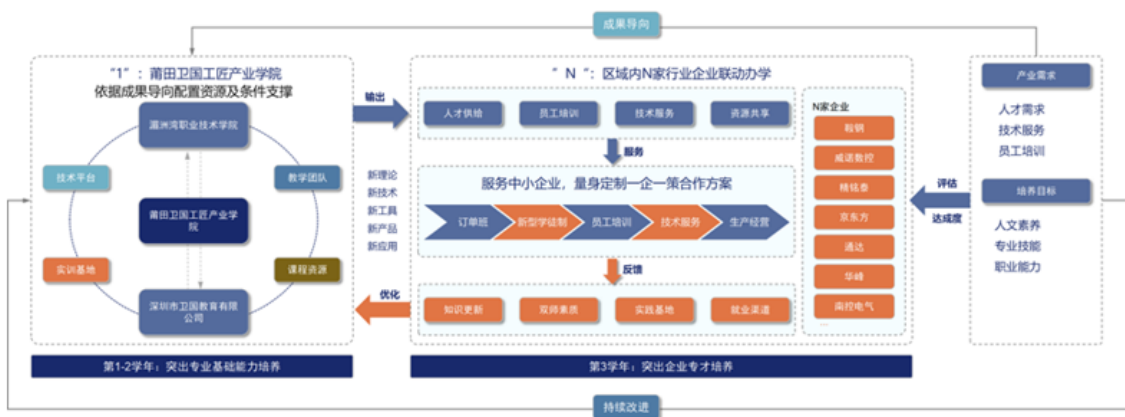 成果导向
“1”：莆田卫国工匠产业学院
依据成果导向配置资源及条件支撑
湄洲湾职业技术学院
技术平台
教学团队
莆田卫国工匠产业学
院
实训基地
课程资源
深圳市卫国教育有限
公司
第1-2学年：突出专业基础能力培养
输出
新理论
新技术
新工具
新产品
新应用
优化
“N”：区域内N家行业企业联动办学
人才供给
员工培训
技术服务
资源共享
服务
服务中小企业，量身定制一企一策合作方案
订单班
新型学徒制
员工培训
技术服务
生产经营
反馈
知识更新
双师素质
实践基地
就业渠道
N家企业
鞍钢
威诺数控
精铭泰
京东方
通达
华峰
南控电气
...
第3学年：突出企业专才培养
评估
达成度
产业需求
人才需求
技术服务
员工培训
培养目标
人文素养
专业技能
职业能力
持续改进